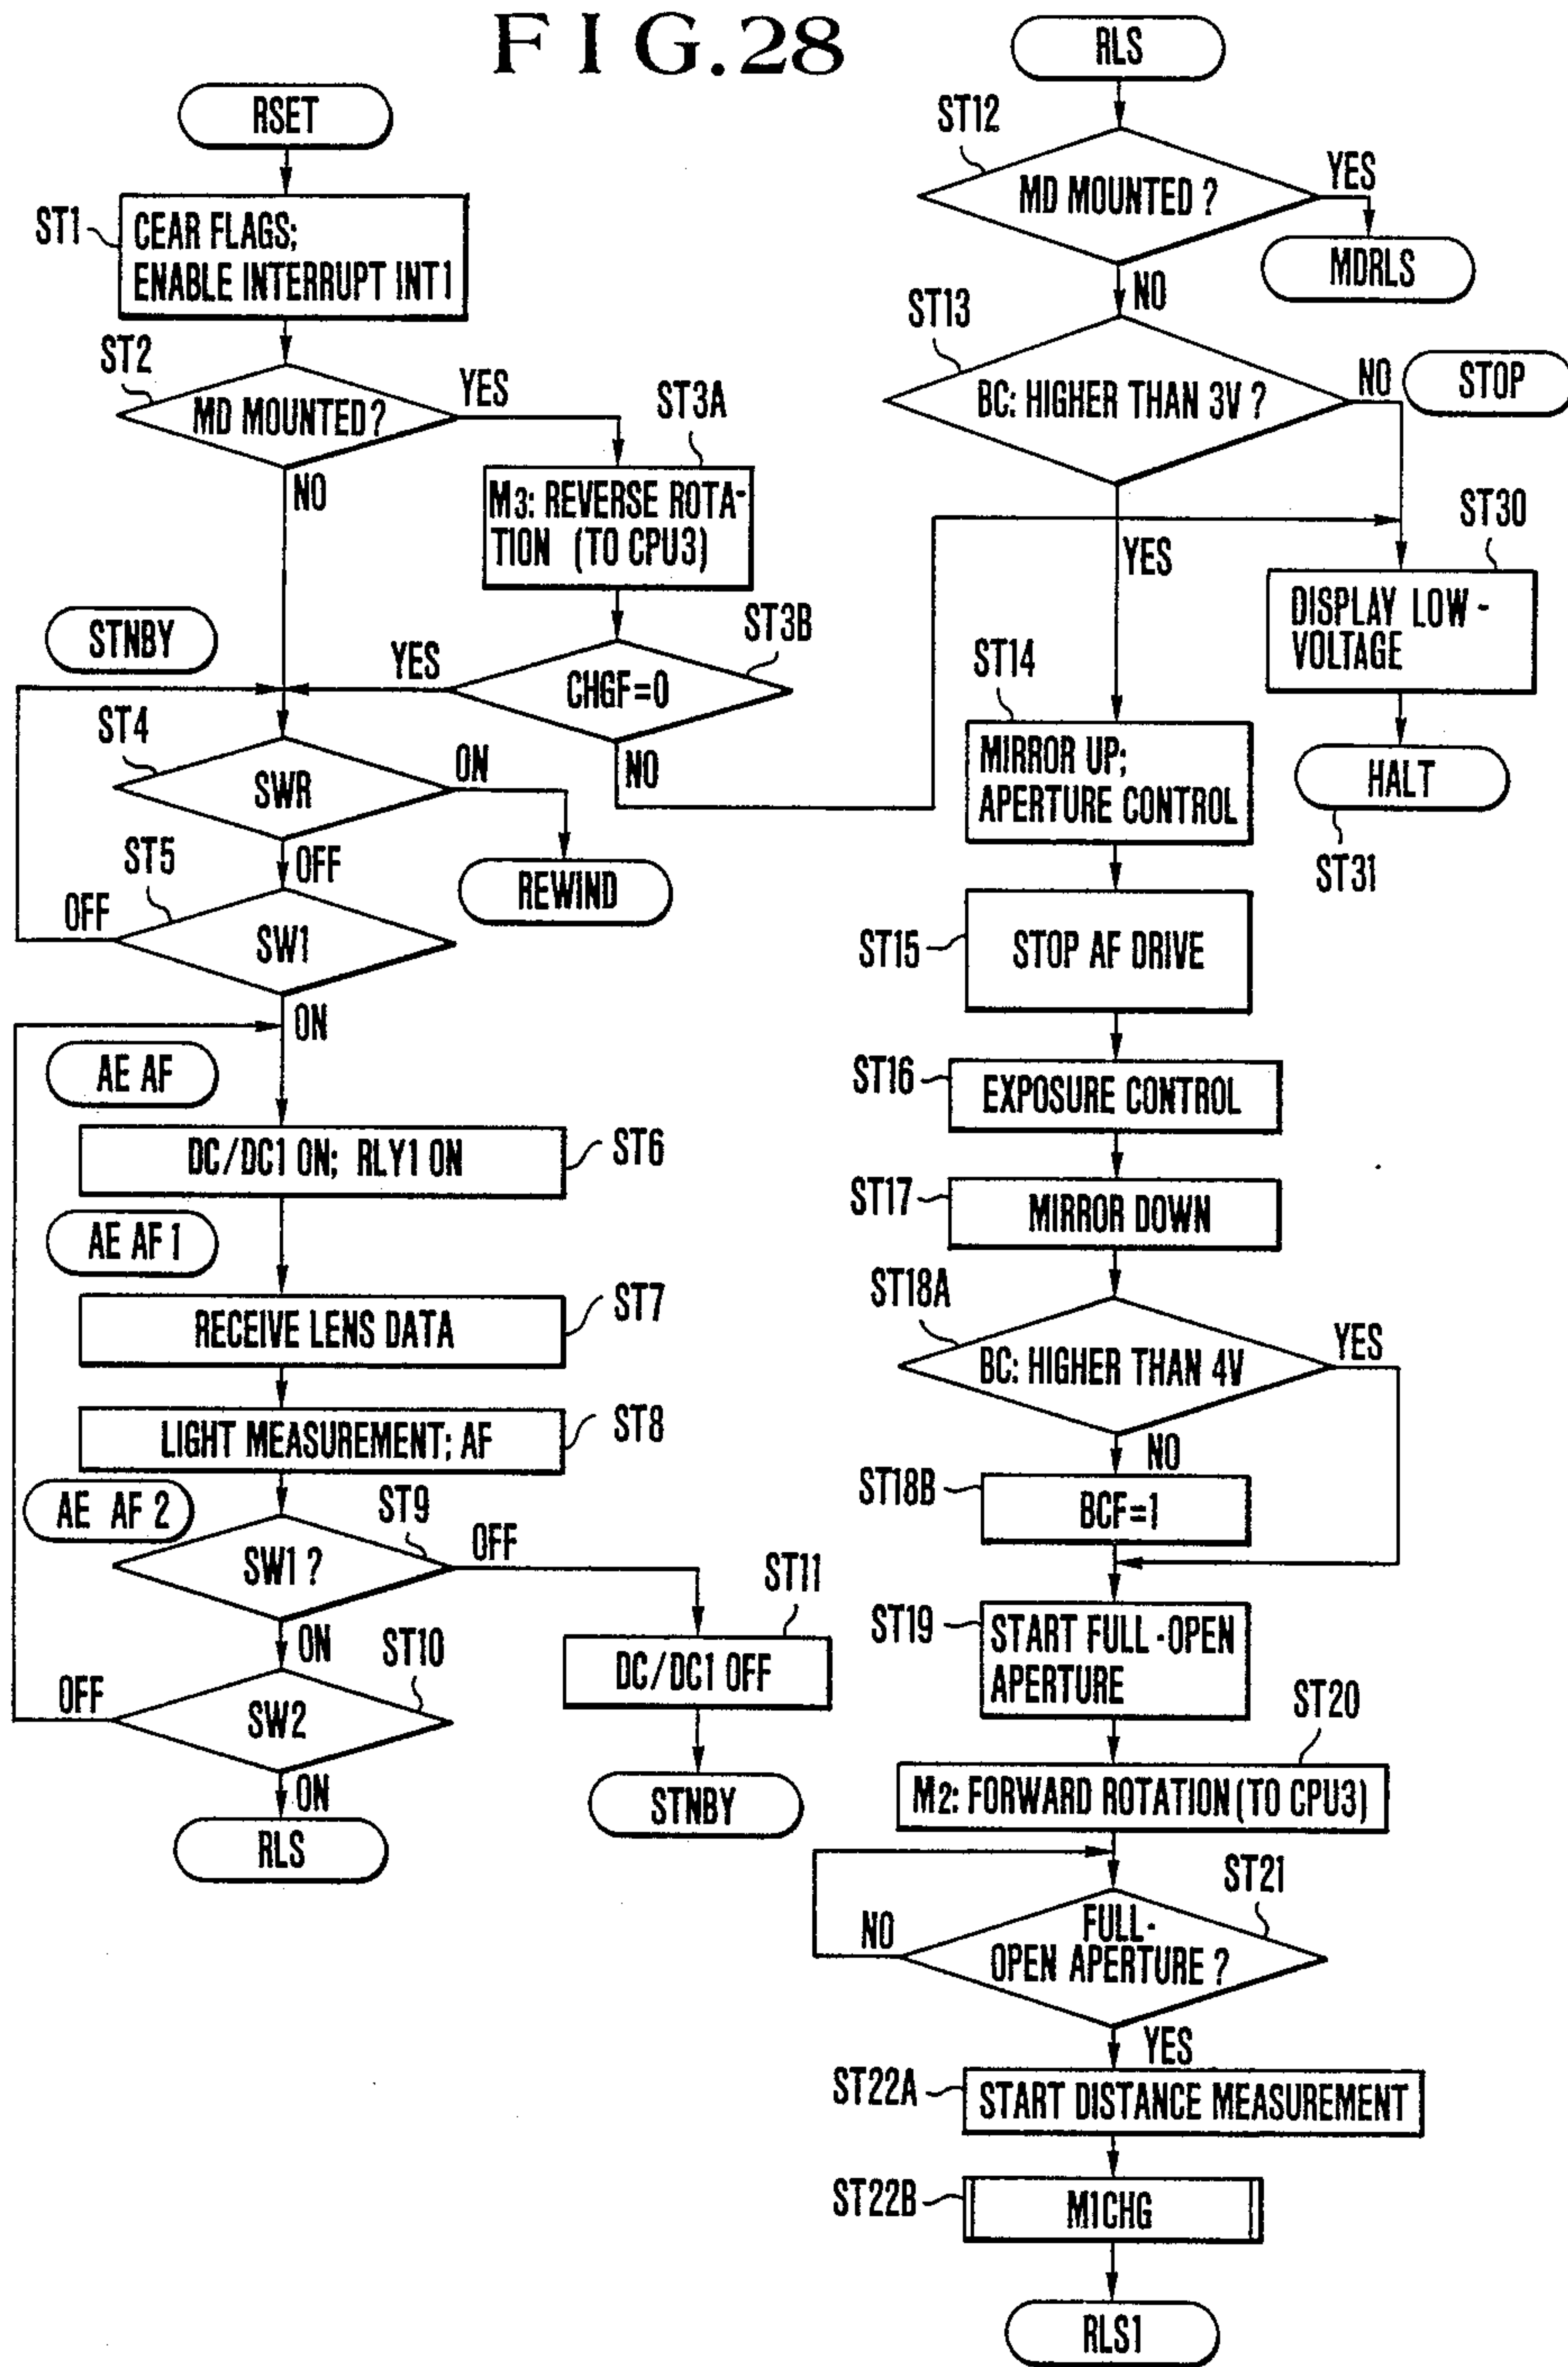 FIG.28
RSET
ST1
CEAR FLAGS;
ENABLE INTERRUPT INT1
ST2
MD MOUNTED?
YES
NO
ST3A
M3: REVERSE ROTA-
TION (TO CPU3)
STNBY
ST3B
YES
CHGF=0
NO
ST4
SWR
ON
OFF
REWIND
ST5
OFF
SW1
ON
AE AF
DC/DC1 ON; RLY1 ON
ST6
AE AF 1
RECEIVE LENS DATA
ST7
LIGHT MEASUREMENT; AF
ST8
AE AF 2
ST9
SW1?
OFF
ON
ST11
DC/DC1 OFF
STNBY
ST10
OFF
SW2
ON
RLS
RLS
ST12
MD MOUNTED?
YES
MDRLS
NO
ST13
BC: HIGHER THAN 3V?
NO
STOP
YES
ST30
DISPLAY LOW-
VOLTAGE
HALT
ST31
ST14
MIRROR UP;
APERTURE CONTROL
ST15
STOP AF DRIVE
ST16
EXPOSURE CONTROL
ST17
MIRROR DOWN
ST18A
BC: HIGHER THAN 4V
YES
NO
ST18B
BCF=1
ST19
START FULL-OPEN
APERTURE
ST20
M2: FORWARD ROTATION (TO CPU3)
ST21
FULL-
OPEN APERTURE?
NO
YES
ST22A
START DISTANCE MEASUREMENT
ST22B
M1CHG
RLS1